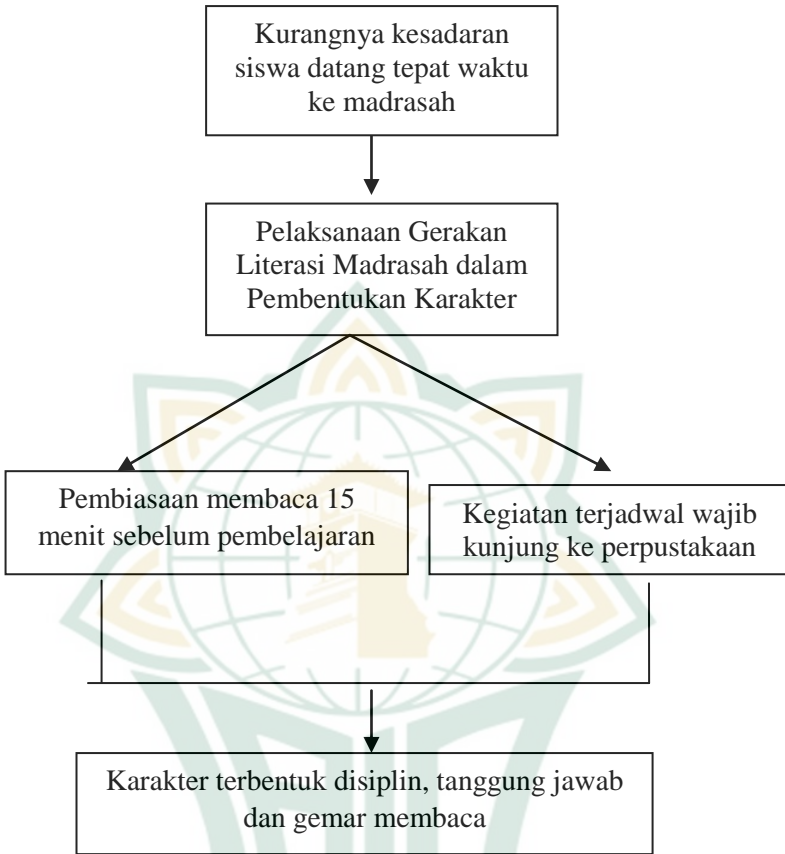 Kurangnya kesadaran
siswa datang tepat waktu
ke madrasah
Pelaksanaan Gerakan
Literasi Madrasah dalam
Pembentukan Karakter
Pembiasaan membaca 15
menit sebelum pembelajaran
Kegiatan terjadwal wajib
kunjung ke perpustakaan
Karakter terbentuk disiplin, tanggung jawab
dan gemar membaca